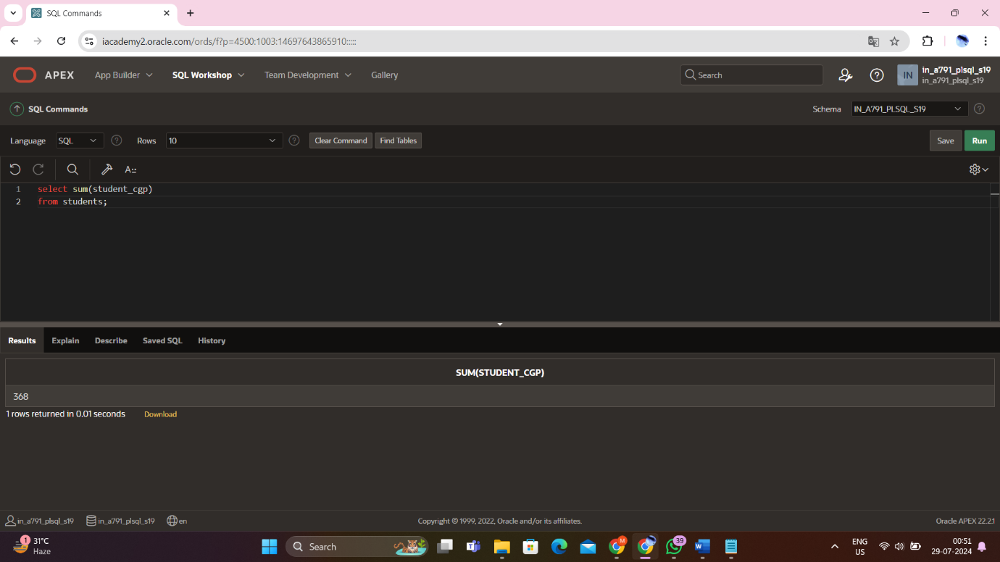 SQL Commands
iacademy2.oracle.com/ords/f?p=4500:1003:14697643865910:::::
APEX App Builder SQL Workshop Team Development Gallery Search IN in_a791_plsql_s19
in_a791_plsql_s19
SQL Commands Schema IN_A791_PLSQL_S19
Language SQL Rows 10 Clear Command Find Tables Save Run
A::
1 select sum(student_cgp)
2 from students;
Results Explain Describe Saved SQL History
SUM(STUDENT_CGP)
368
1 rows returned in 0.01 seconds Download
in_a791_plsql_s19 in_a791_plsql_s19 en Copyright © 1999, 2022, Oracle and/or its affiliates. Oracle APEX 22.2.1
1 31°C
Haze
Search
M
39
ENG
US
00:51
29-07-2024